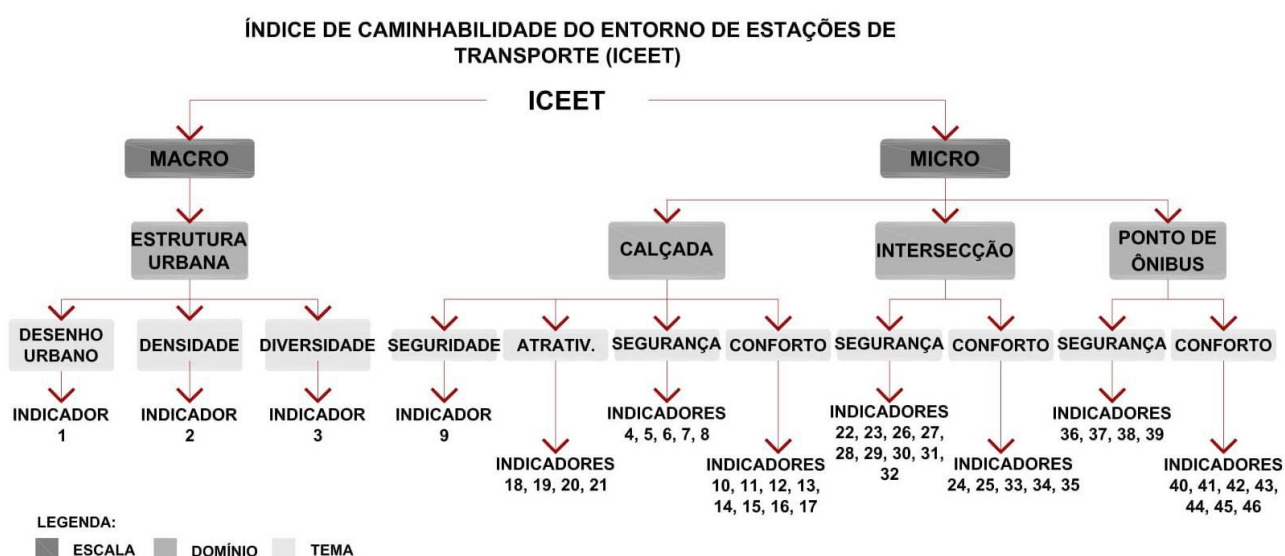 ÍNDICE DE CAMINHABILIDADE DO ENTORNO DE ESTAÇÕES DE
TRANSPORTE (ICEET)
ICEET
MACRO
MICRO
ESTRUTURA
URBANA
CALÇADA
INTERSECÇÃO
PONTO DE
ÔNIBUS
DESENHO
URBANO
DENSIDADE
DIVERSIDADE
SEGURIDADE
ATRATIV.
SEGURANÇA
CONFORTO
SEGURANÇA
CONFORTO
SEGURANÇA
CONFORTO
INDICADOR
1
INDICADOR
2
INDICADOR
3
INDICADOR
9
INDICADORES
18, 19, 20, 21
INDICADORES
4, 5, 6, 7, 8
INDICADORES
10, 11, 12, 13,
14, 15, 16, 17
INDICADORES
22, 23, 26, 27,
28, 29, 30, 31,
32
INDICADORES
24, 25, 33, 34, 35
INDICADORES
36, 37, 38, 39
INDICADORES
40, 41, 42, 43,
44, 45, 46
LEGENDA:
ESCALA
DOMÍNIO
TEMA